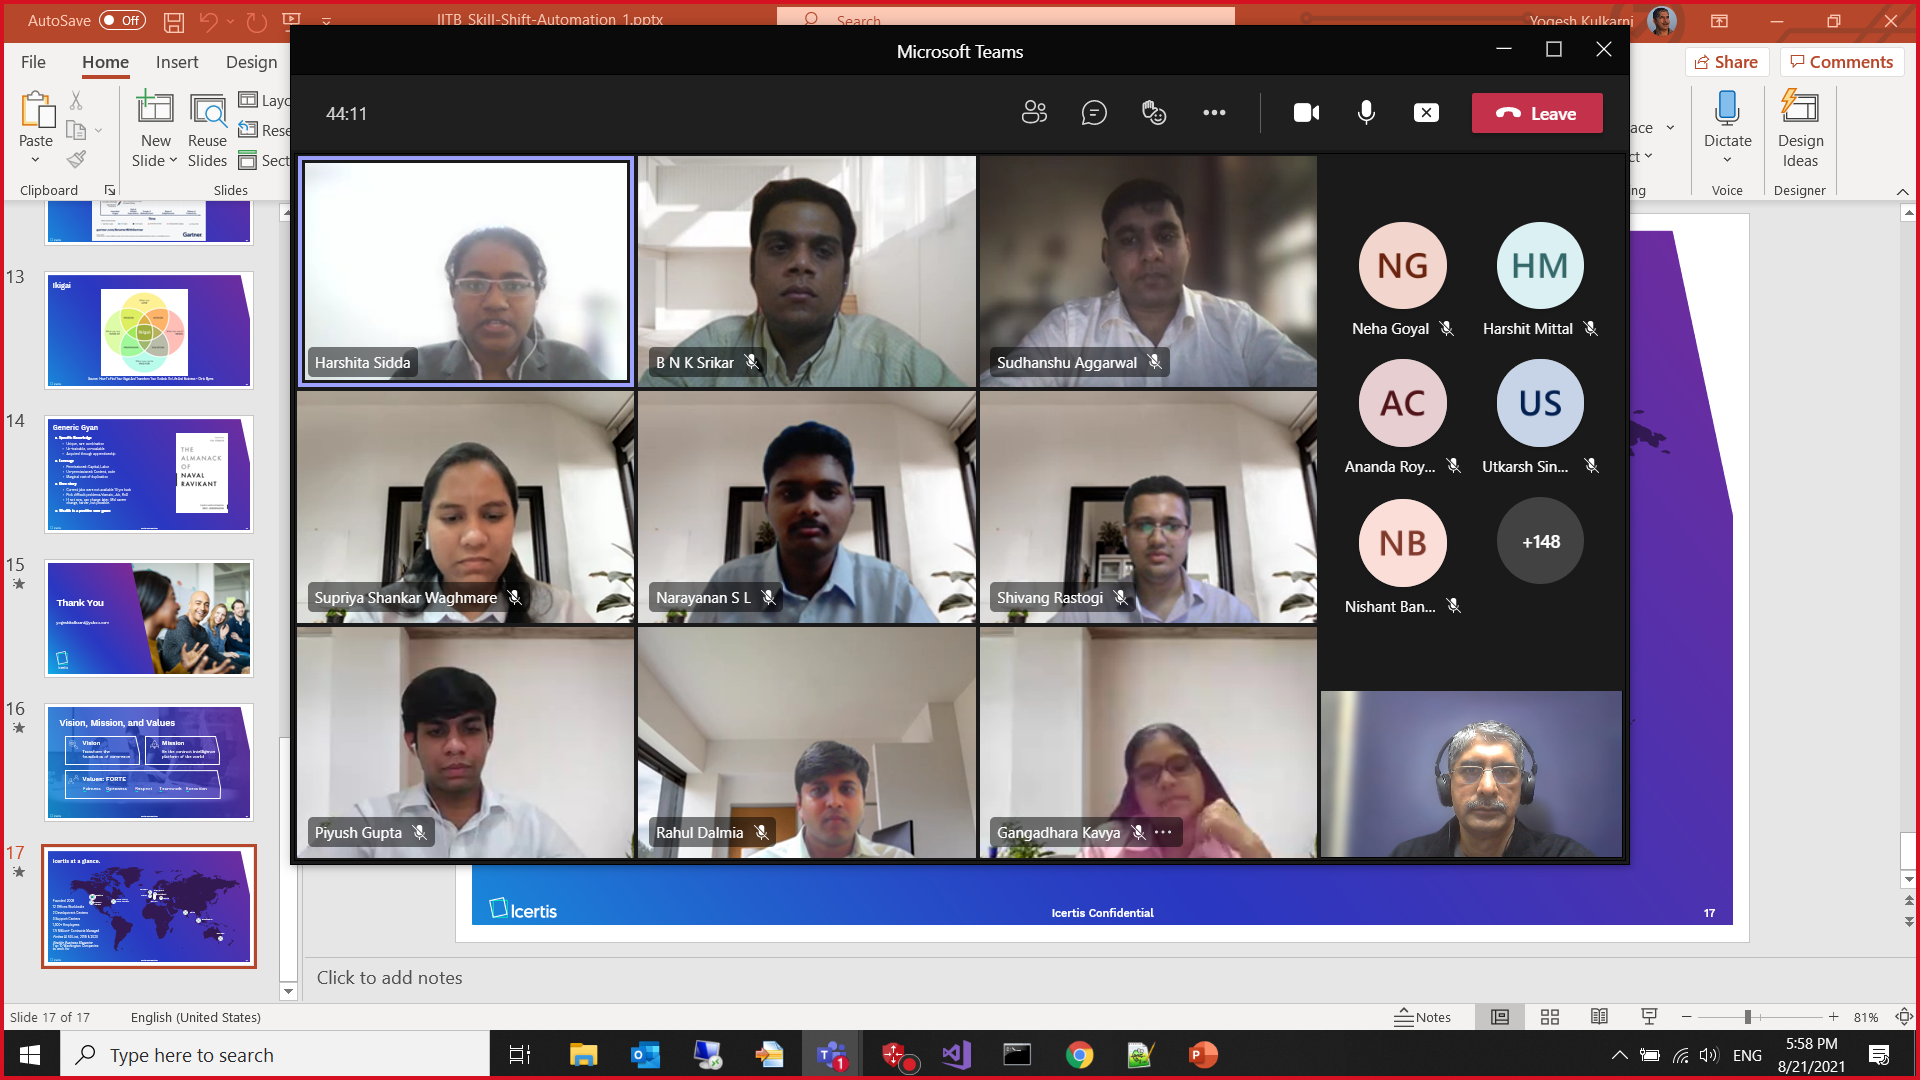 AutoSave Off
IITB_Skill-Shift-Automation_1.pptx
Search
Yogesh Kulkarni
File Home Insert Design
Share Comments
Paste
New Slide
Reuse Slides
Clipboard
Slides
Dictate
Design Ideas
Voice
Designer
Microsoft Teams
44:11
Leave
Harshita Sidda
B N K Srikar
Sudhanshu Aggarwal
Supriya Shankar Waghmare
Narayanan S L
Shivang Rastogi
Piyush Gupta
Rahul Dalmia
Gangadhara Kavya
NG HM
Neha Goyal Harshit Mittal
AC US
Ananda Roy... Utkarsh Sin...
NB +148
Nishant Ban...
Gartner
13
Ikigai
14
Generic Gyan
THE
ALMANACK
OF
NAVAL
RAVIKANT
15
Thank You
16
Vision, Mission, and Values
Vision
Mission
Values: FORTE
17
Icertis at a glance.
Icertis
Icertis Confidential
17
Click to add notes
Slide 17 of 17
English (United States)
Notes
81%
Type here to search
1
ENG
5:58 PM
8/21/2021